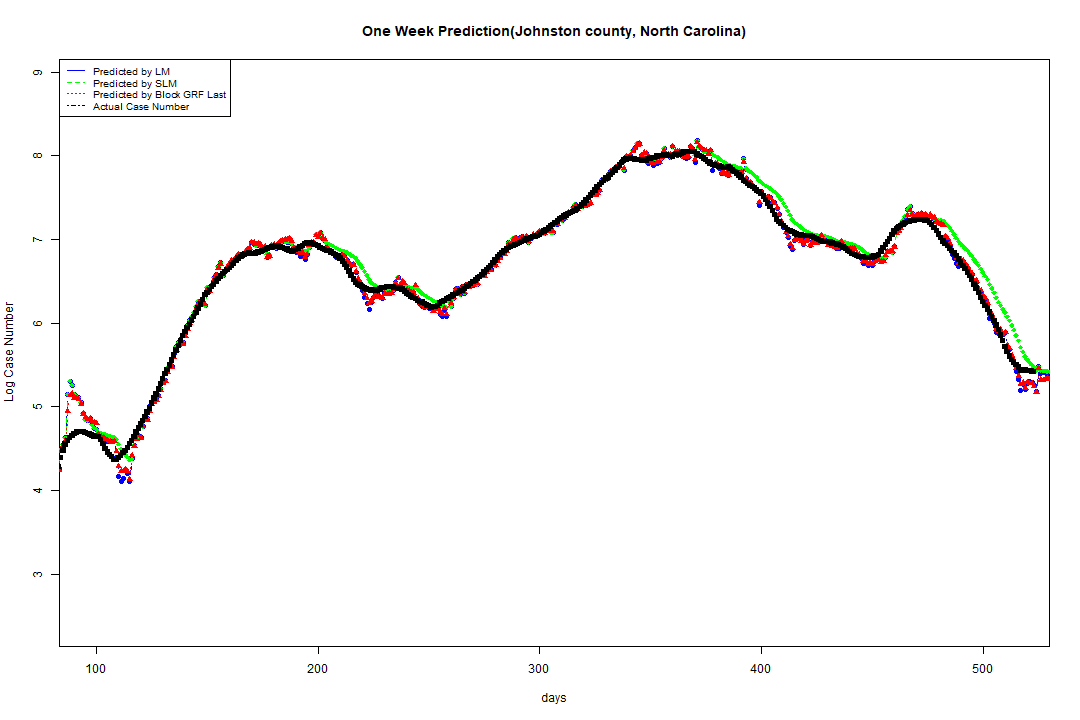 One Week Prediction(Johnston county, North Carolina)
Predicted by LM
Predicted by SLM
Predicted by Block GRF Last
Actual Case Number
9
8
7
6
5
4
3
Log Case Number
100 200 300 400 500
days